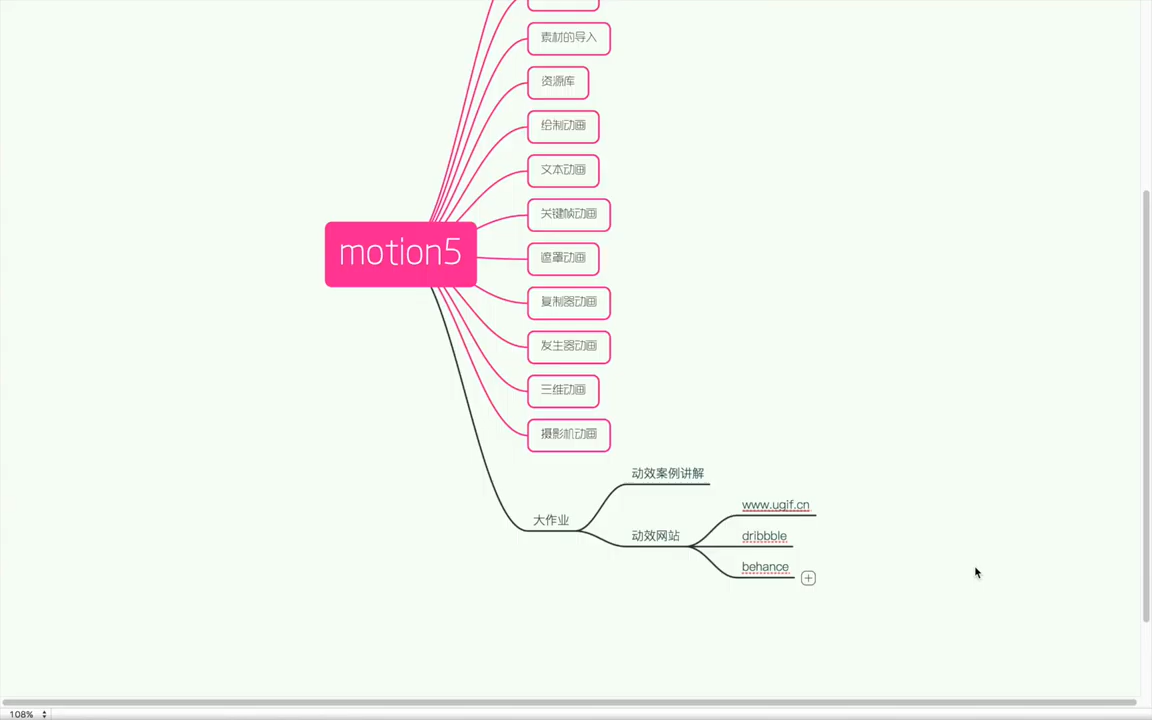 素材的导入
资源库
绘制动画
文本动画
关键帧动画
motion5
遮罩动画
复制器动画
发生器动画
三维动画
摄影机动画
动效案例讲解
www.ugif.cn
大作业
动效网站
dribbble
behance
108%